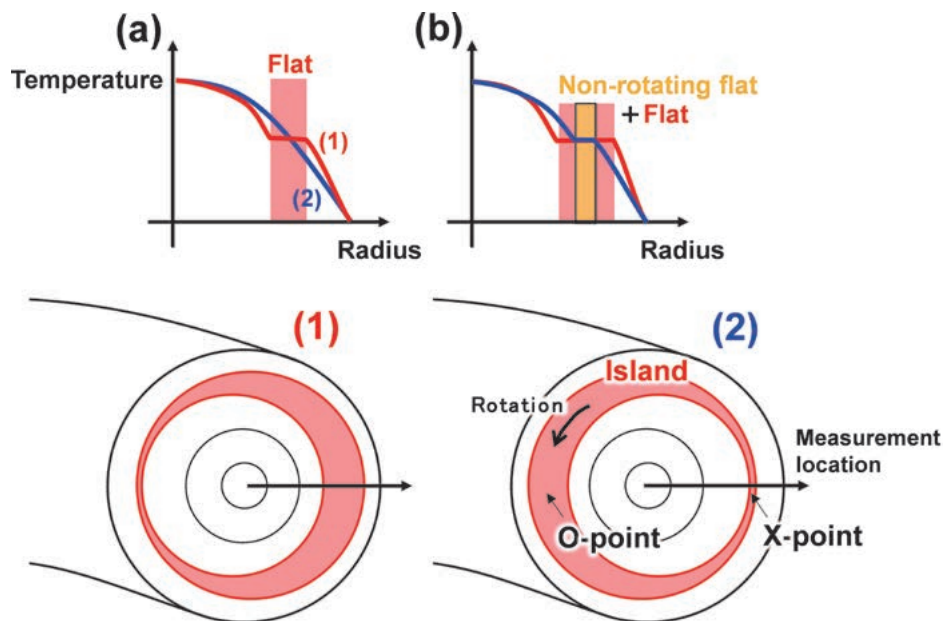 (a)
Temperature
Flat
(1)
(2)
Radius
(b)
Non-rotating flat
+ Flat
Radius
(1)
(2)
Island
Rotation
Measurement
location
O-point
X-point